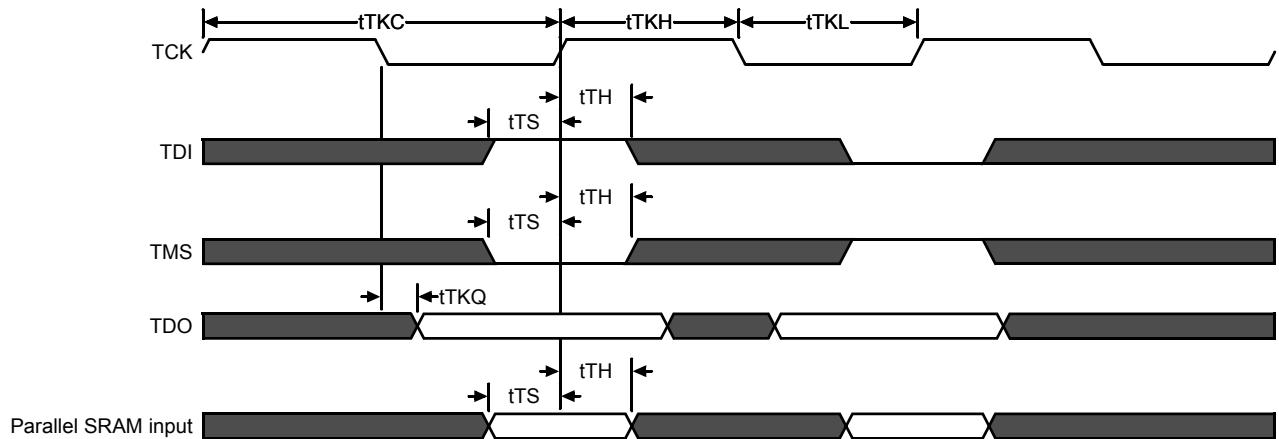 tTKC
tTKH
tTKL
TCK
tTH
tTS
TDI
tTH
tTS
TMS
tTKQ
TDO
tTH
tTS
Parallel SRAM input